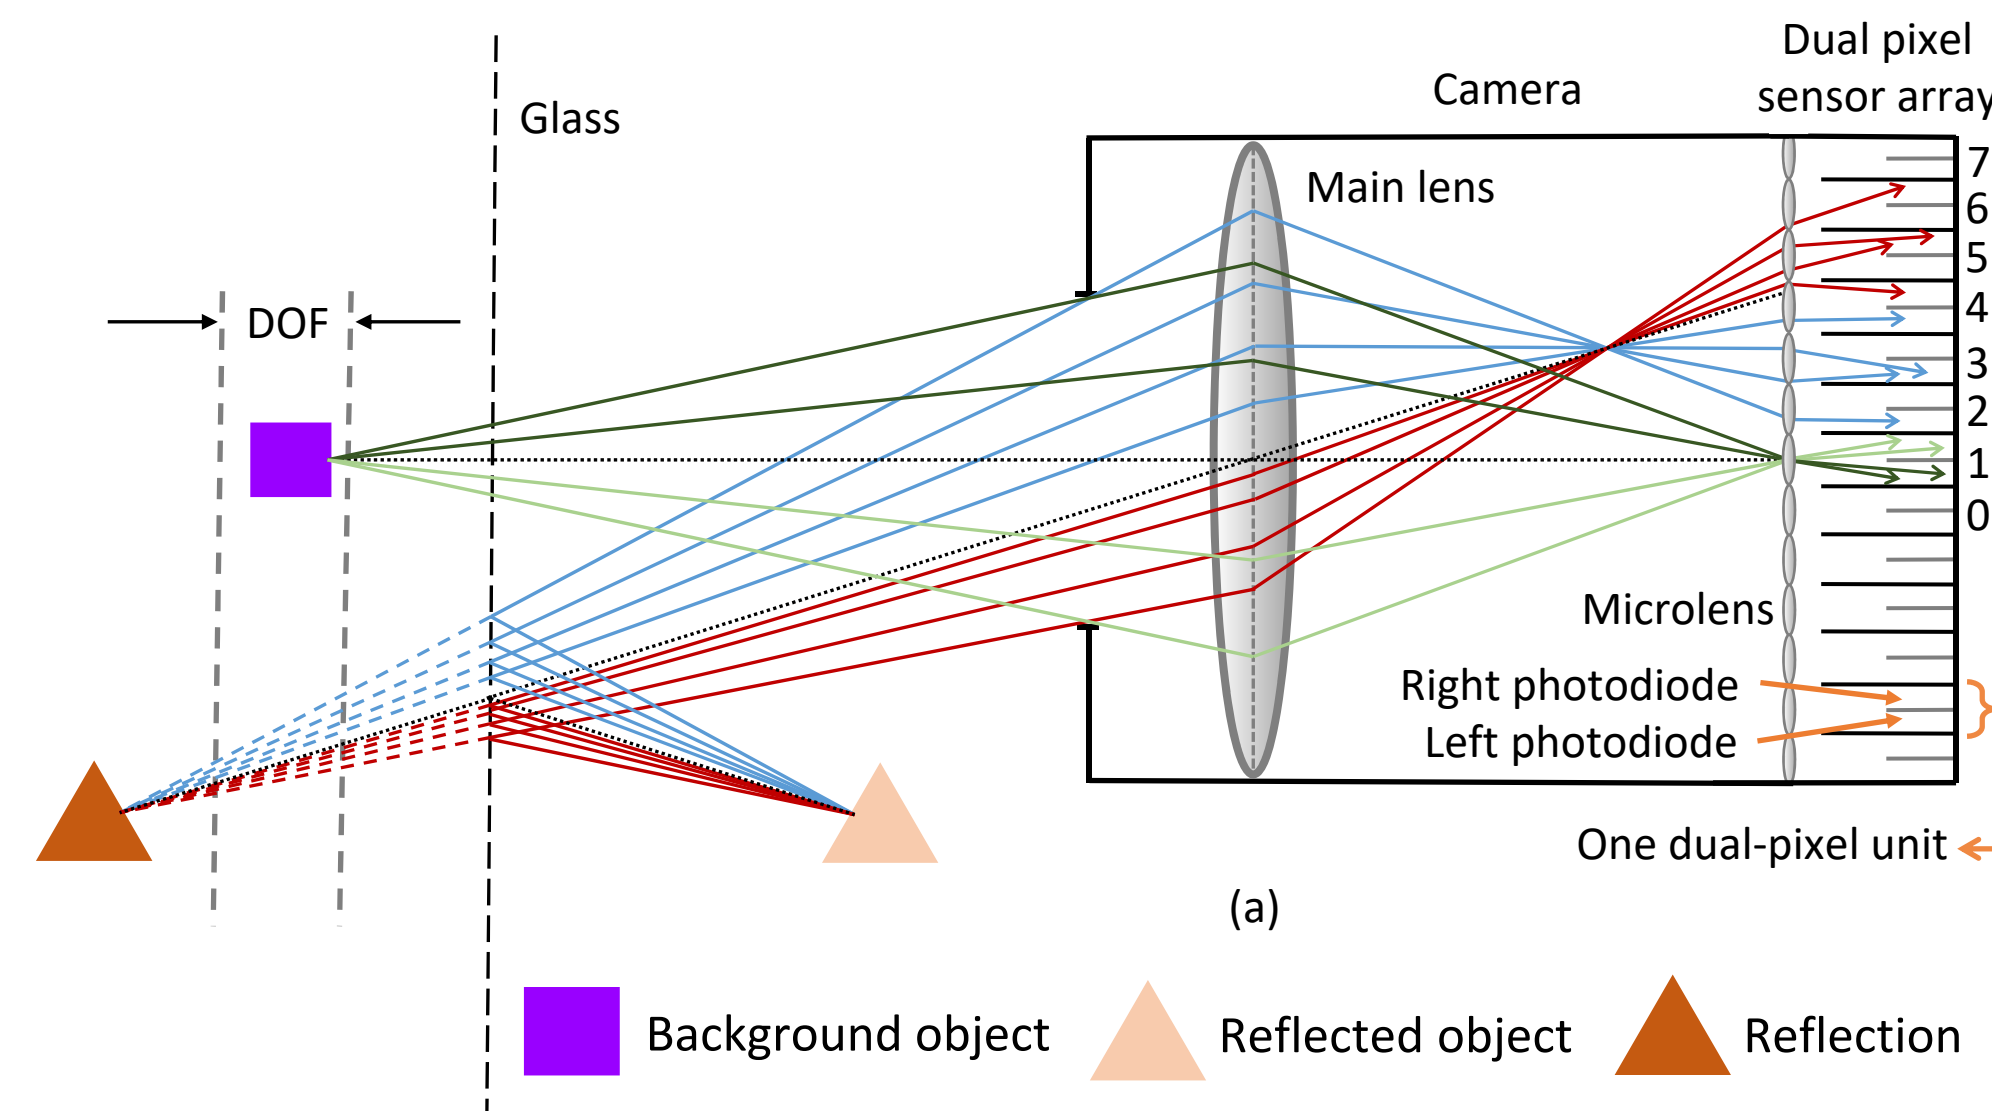 Dual pixel
sensor array
Camera
Glass
7
Main lens
6
5
DOF
4
3
2
1
0
Microlens
Right photodiode
Left photodiode
One dual-pixel unit
(a)
Background object
Reflected object
Reflection